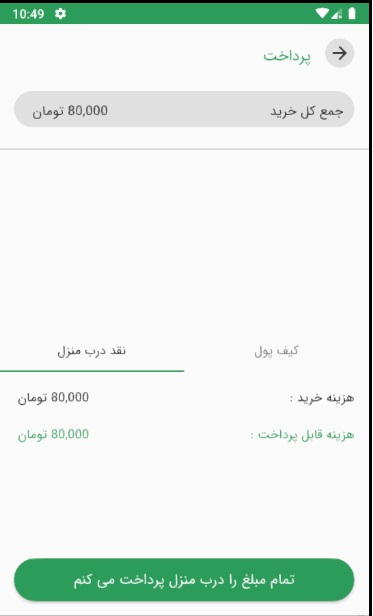 10:49
پرداخت
جمع کل خرید 80,000 تومان
کیف پول نقد درب منزل
هزینه خرید : 80,000 تومان
هزینه قابل پرداخت : 80,000 تومان
تمام مبلغ را درب منزل پرداخت می کنم